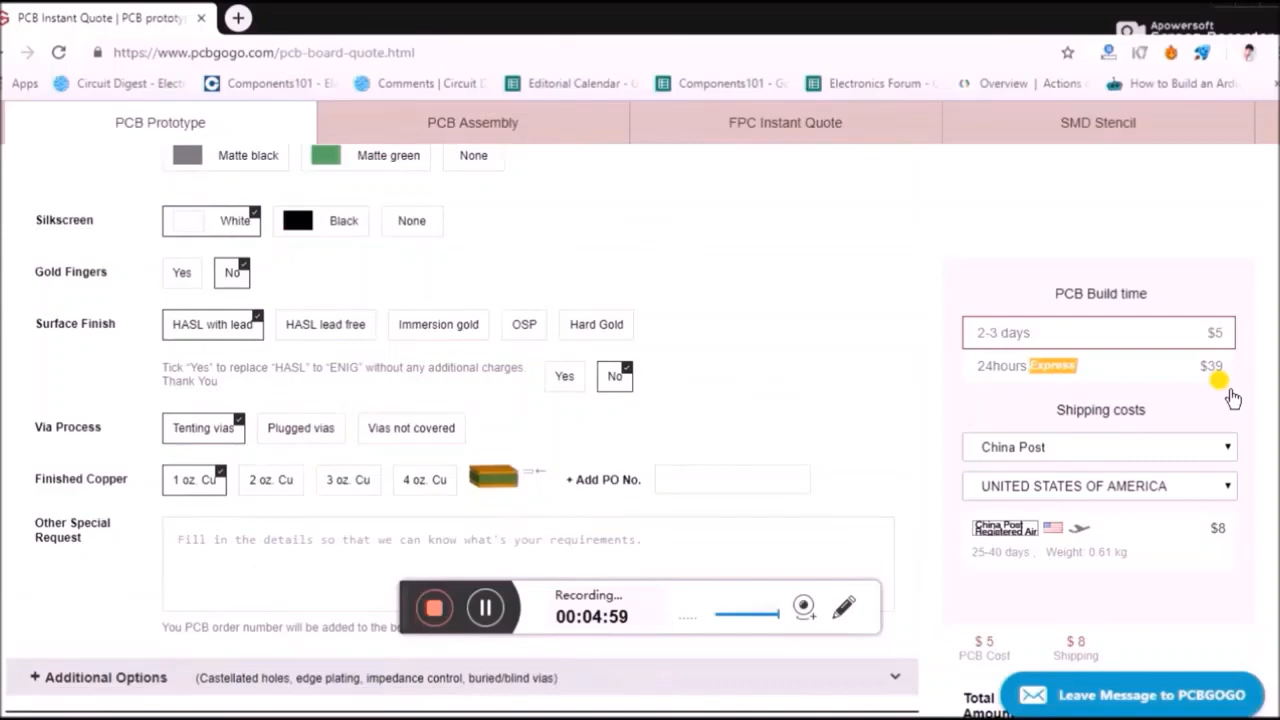 PCB Instant Quote | PCB prototy
Apowersoft
https://www.pcbgogo.com/pcb-board-quote.html
Apps Circuit Digest - Elect Components101 - El Comments | Circuit D Editorial Calendar - G Components101 - Go Electronics Forum - Overview | Actions How to Build an Ardu
PCB Prototype PCB Assembly FPC Instant Quote SMD Stencil
Matte black Matte green None
Silkscreen White Black None
Gold Fingers Yes No
PCB Build time
Surface Finish HASL with lead HASL lead free Immersion gold OSP Hard Gold
2-3 days $5
Tick “Yes” to replace “HASL” to “ENIG” without any additional charges.
Thank You
Yes No
24hours Express $39
Shipping costs
Via Process Tenting vias Plugged vias Vias not covered
China Post
Finished Copper 1 oz. Cu 2 oz. Cu 3 oz. Cu 4 oz. Cu + Add PO No.
UNITED STATES OF AMERICA
Other Special
Request
Fill in the details so that we can know what's your requirements.
China Post
Registered Air
$8
25-40 days , Weight: 0.61 kg
Recording...
00:04:59
You PCB order number will be added to the bo
$ 5 $ 8
PCB Cost Shipping
+ Additional Options (Castellated holes, edge plating, impedance control, buried/blind vias)
Total
Amoun
Leave Message to PCBGOGO